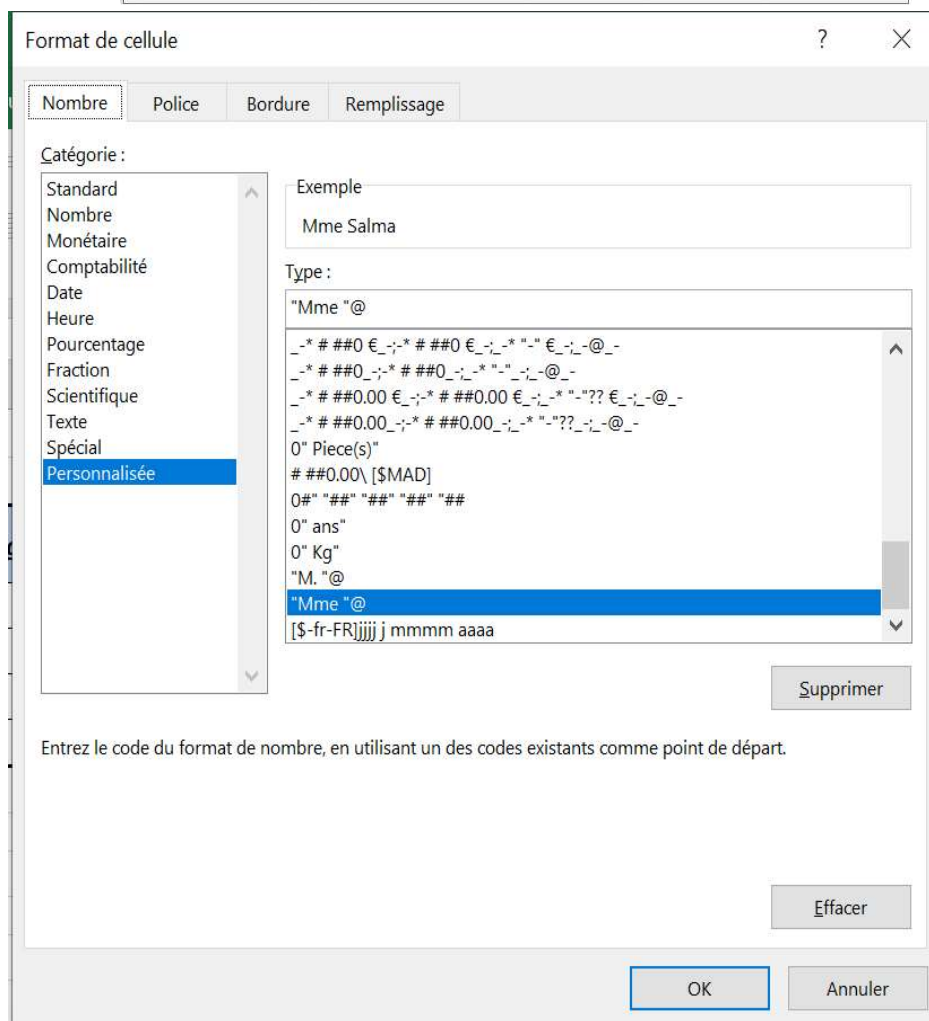 Format de cellule ? ×
Nombre Police Bordure Remplissage
Catégorie :
Standard
Nombre
Monétaire
Comptabilité
Date
Heure
Pourcentage
Fraction
Scientifique
Texte
Spécial
Personnalisée
Exemple
Mme Salma
Type :
"Mme "@
_-* # ##0 €_-;-* # ##0 €_-;_-* "-" €_-;_-@_-
_-* # ##0_-;-* # ##0_-;_-* "-"_-;_-@_-
_-* # ##0.00 €_-;-* # ##0.00 €_-;_-* "-"?? €_-;_-@_-
_-* # ##0.00_-;-* # ##0.00_-;_-* "-"??_-;_-@_-
0" Piece(s)"
# ##0.00\ [$MAD]
0#" "##" "##" "##" "##
0" ans"
0" Kg"
"M. "@
"Mme "@
[$-fr-FR]jjjj j mmmm aaaa
Supprimer
Entrez le code du format de nombre, en utilisant un des codes existants comme point de départ.
Effacer
OK Annuler